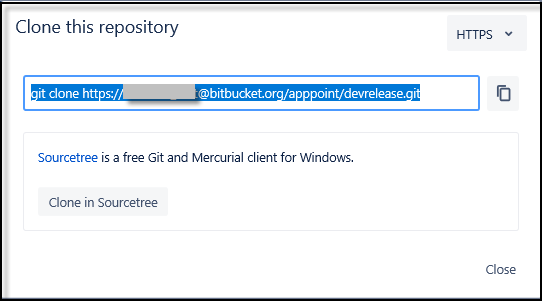 Clone this repository
HTTPS
git clone https:// @bitbucket.org/apppoint/devrelease.git
Sourcetree is a free Git and Mercurial client for Windows.
Clone in Sourcetree
Close